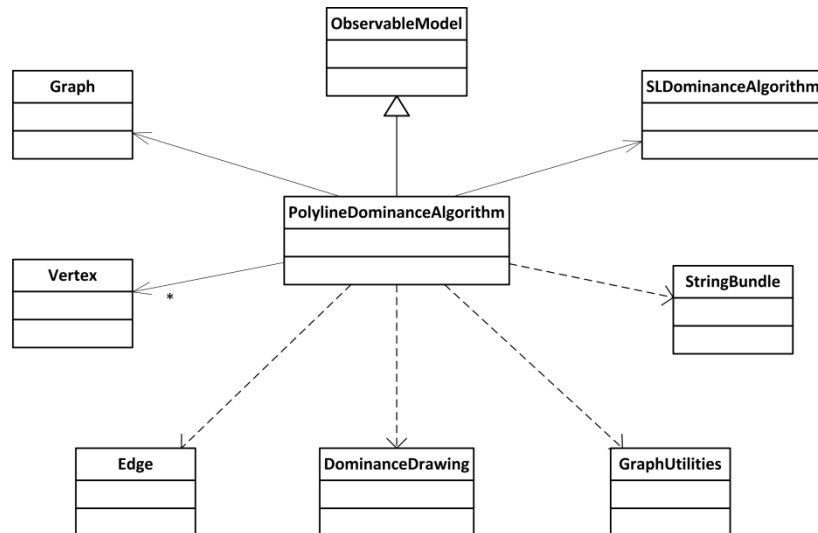 ObservableModel
Graph
SLDominanceAlgorithm
PolylineDominanceAlgorithm
Vertex
*
StringBundle
Edge
DominanceDrawing
GraphUtilities